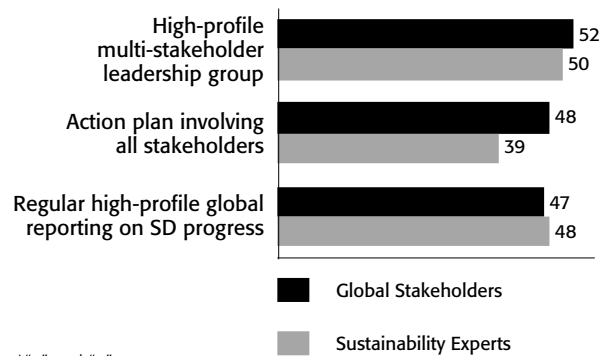 High-profile
multi-stakeholder
leadership group
52
50
Action plan involving
all stakeholders
48
39
Regular high-profile global
reporting on SD progress
47
48
Global Stakeholders
Sustainability Experts